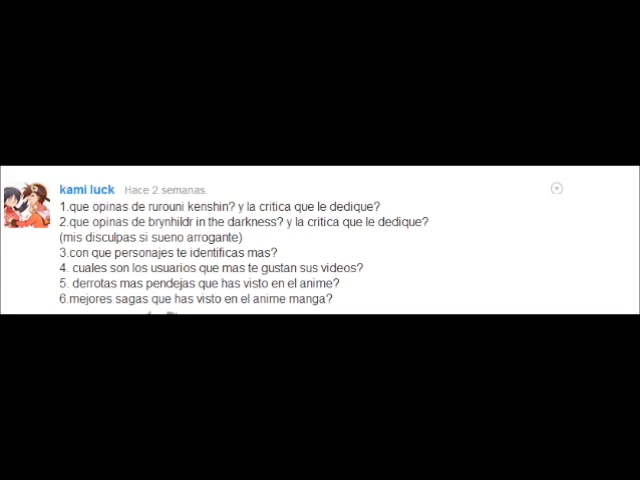 kami luck Hace 2 semanas.
1.que opinas de rurouni kenshin? y la critica que le dedique?
2.que opinas de brynhildr in the darkness? y la critica que le dedique?
(mis disculpas si sueno arrogante)
3.con que personajes te identificas mas?
4. cuales son los usuarios que mas te gustan sus videos?
5. derrotas mas pendejas que has visto en el anime?
6.mejores sagas que has visto en el anime manga?